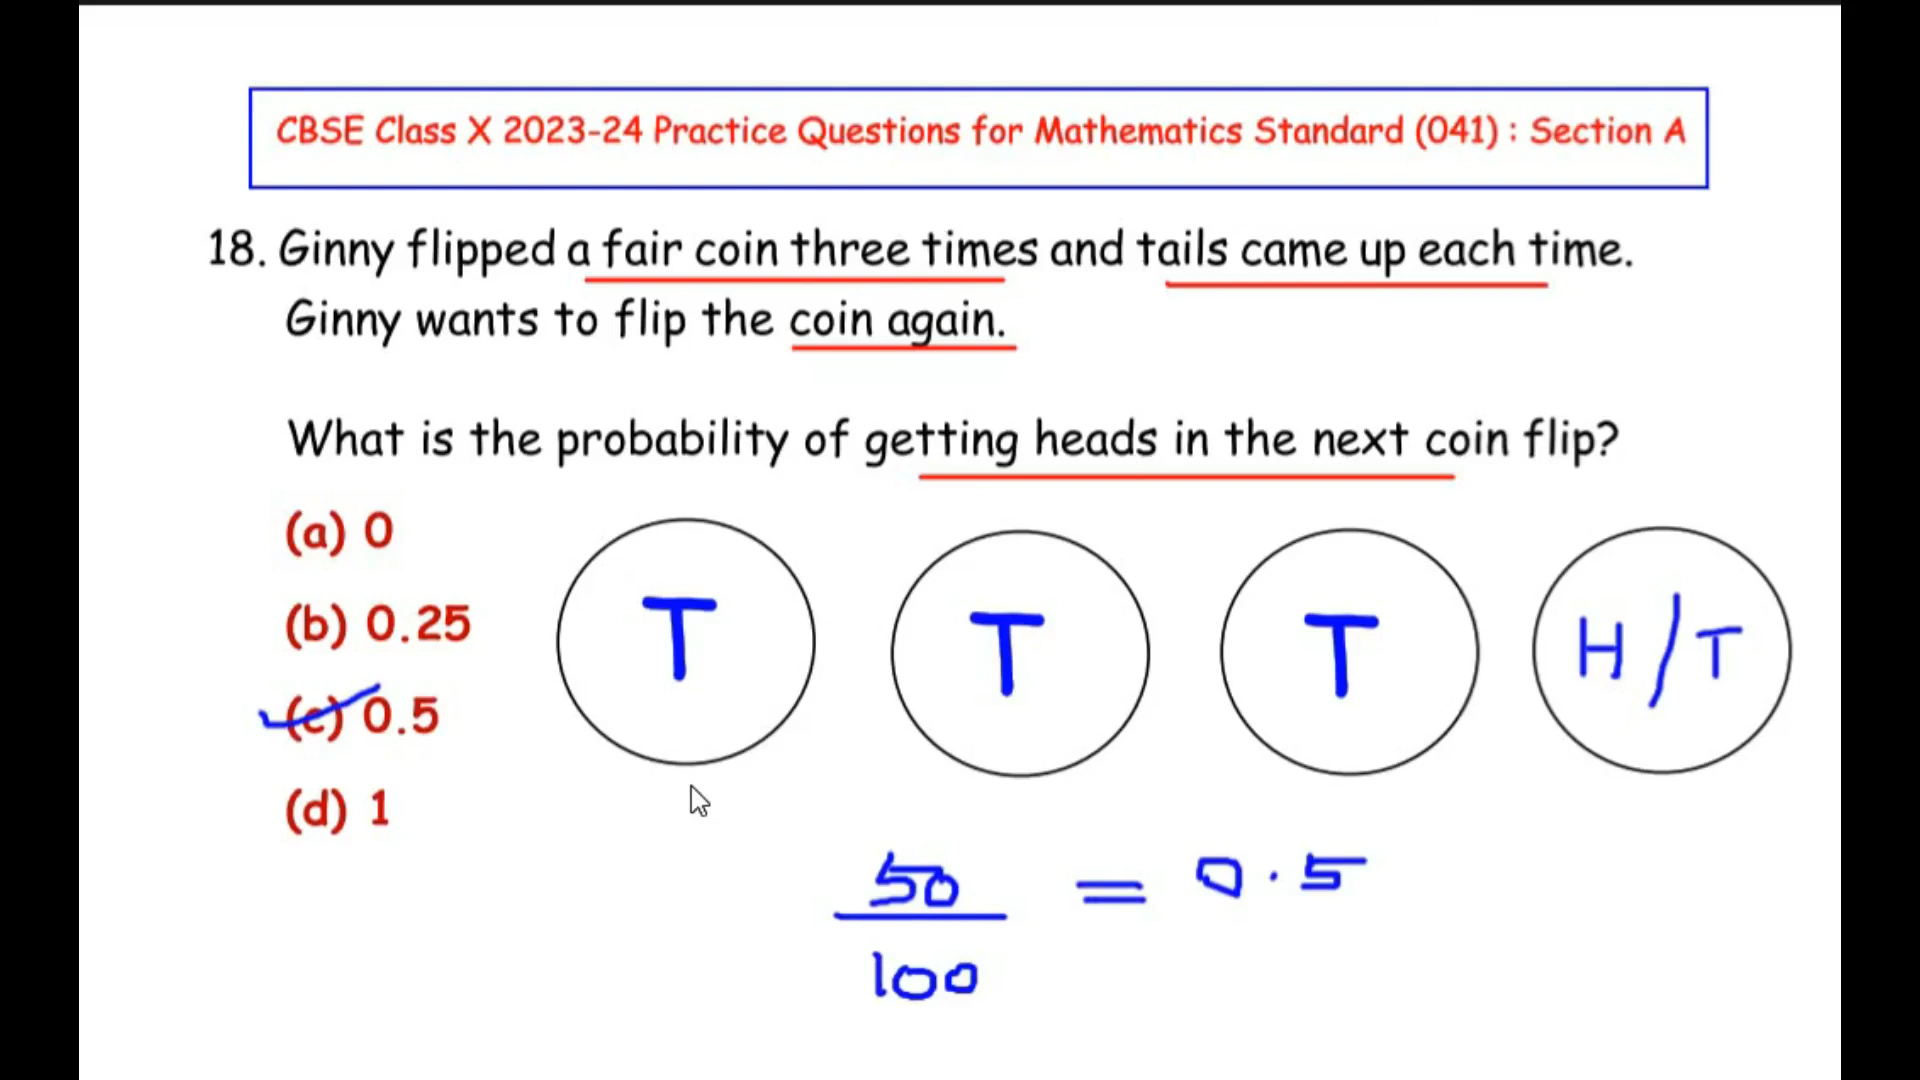 CBSE Class X 2023-24 Practice Questions for Mathematics Standard (041) : Section A
18. Ginny flipped a fair coin three times and tails came up each time.
Ginny wants to flip the coin again.
What is the probability of getting heads in the next coin flip?
(a) 0
(b) 0.25
(c) 0.5
(d) 1
T
T
T
H/T
50
100
= 0.5